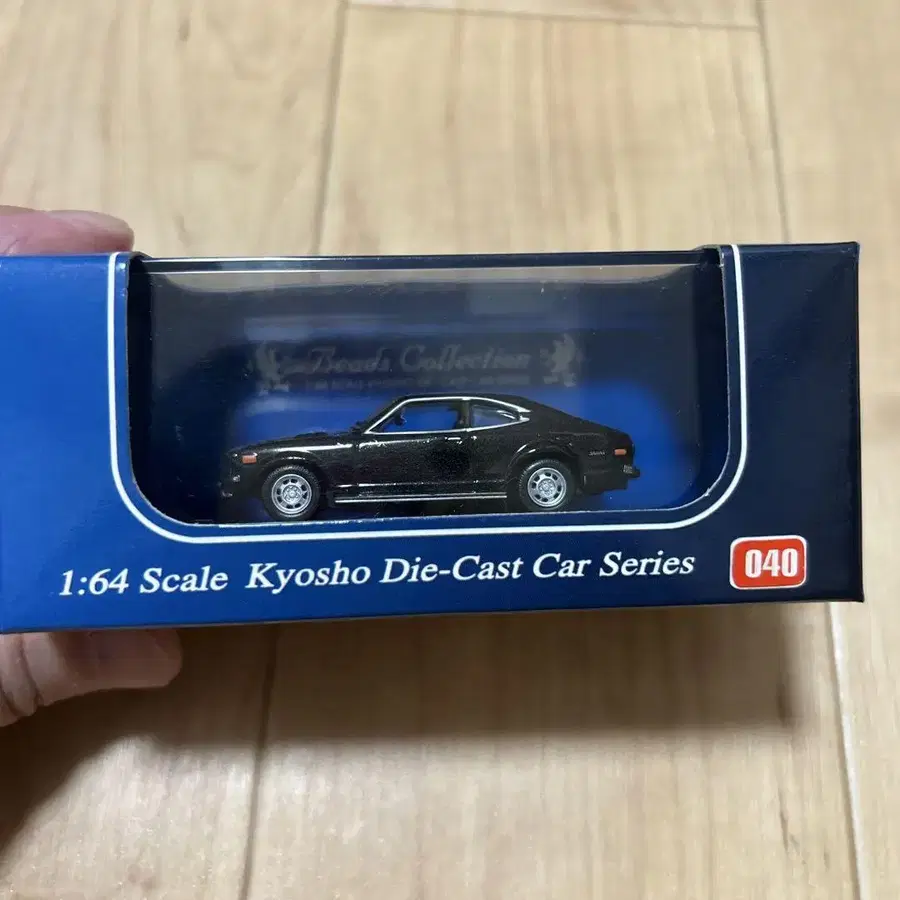 Beads Collection
1:64 Scale Kyosho Die-Cast Car Series
040